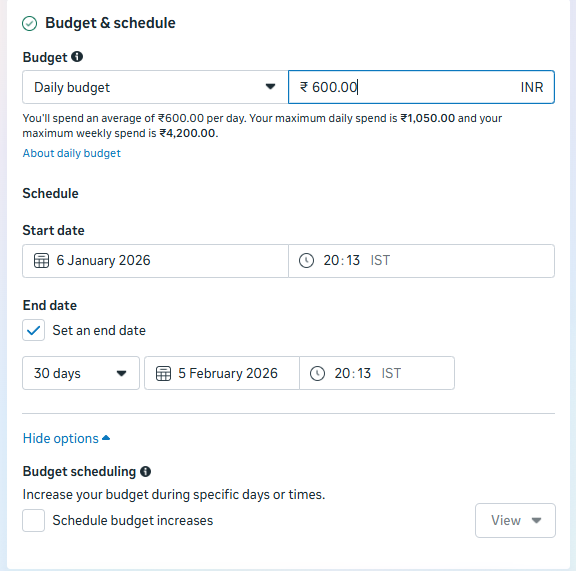 Budget & schedule
Budget
Daily budget
₹ 600.00
INR
You'll spend an average of ₹600.00 per day. Your maximum daily spend is ₹1,050.00 and your
maximum weekly spend is ₹4,200.00.
About daily budget
Schedule
Start date
6 January 2026
20:13 IST
End date
Set an end date
30 days
5 February 2026
20:13 IST
Hide options
Budget scheduling
Increase your budget during specific days or times.
Schedule budget increases
View